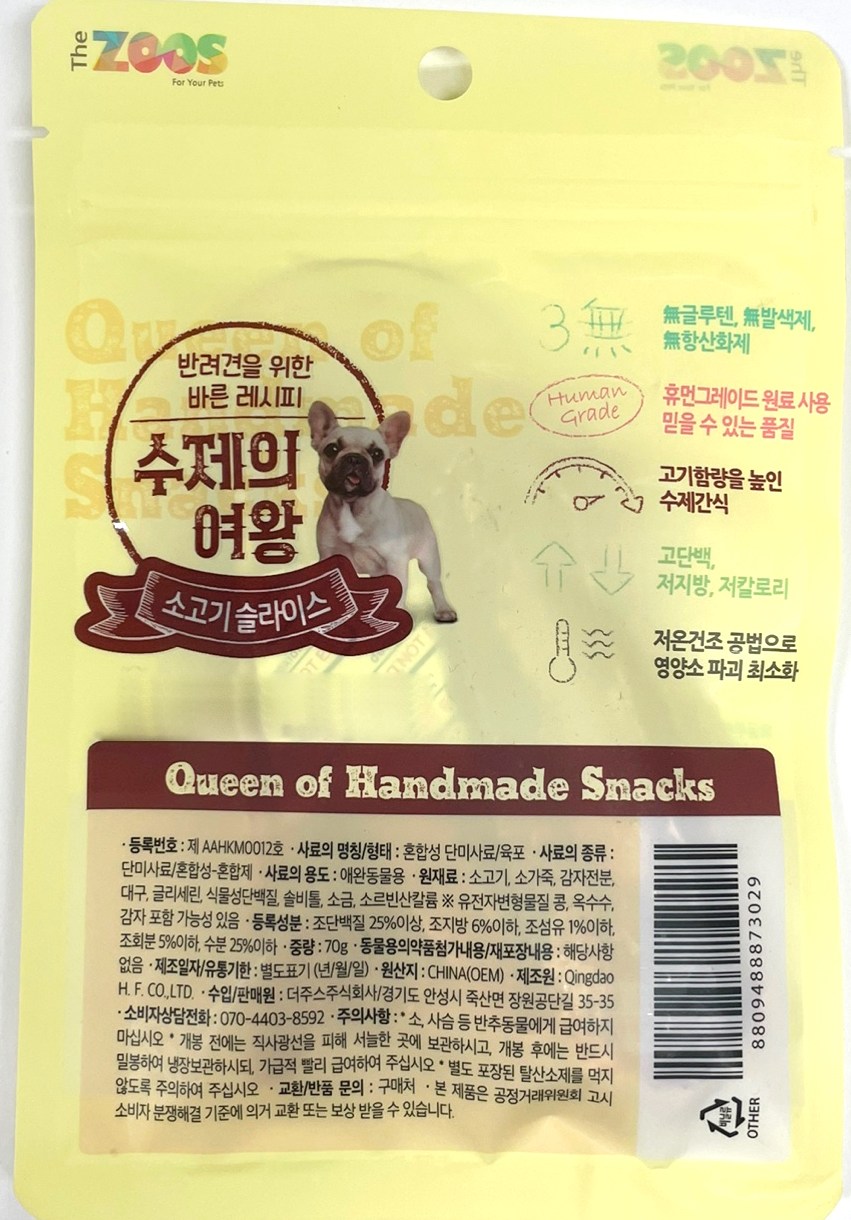 The ZOOS
For Your Pets
Queen of
Handmade
Snacks
반려견을 위한
바른 레시피
수제의
여왕
소고기 슬라이스
3無
無글루텐, 無발색제,
無항산화제
Human
Grade
휴먼그레이드 원료 사용
믿을 수 있는 품질
고기함량을 높인
수제간식
고단백,
저지방, 저칼로리
저온건조 공법으로
영양소 파괴 최소화
Queen of Handmade Snacks
· 등록번호 : 제 AAHKM0012호 · 사료의 명칭/형태 : 혼합성 단미사료/육포 · 사료의 종류 :
단미사료/혼합성-혼합제 · 사료의 용도 : 애완동물용 · 원재료 : 소고기, 소가죽, 감자전분,
대구, 글리세린, 식물성단백질, 솔비톨, 소금, 소르빈산칼륨 ※ 유전자변형물질 콩, 옥수수,
감자 포함 가능성 있음 · 등록성분 : 조단백질 25%이상, 조지방 6%이하, 조섬유 1%이하,
조회분 5%이하, 수분 25%이하 · 중량 : 70g · 동물용의약품첨가내용/재포장내용 : 해당사항
없음 · 제조일자/유통기한 : 별도표기 (년/월/일) · 원산지 : CHINA(OEM) · 제조원 : Qingdao
H. F. CO.,LTD. · 수입/판매원 : 더주스주식회사/경기도 안성시 죽산면 장원공단길 35-35
· 소비자상담전화 : 070-4403-8592 · 주의사항 : * 소, 사슴 등 반추동물에게 급여하지
마십시오 * 개봉 전에는 직사광선을 피해 서늘한 곳에 보관하시고, 개봉 후에는 반드시
밀봉하여 냉장보관하시되, 가급적 빨리 급여하여 주십시오 * 별도 포장된 탈산소제를 먹지
않도록 주의하여 주십시오 · 교환/반품 문의 : 구매처 · 본 제품은 공정거래위원회 고시
소비자 분쟁해결 기준에 의거 교환 또는 보상 받을 수 있습니다.
8809488873029
비닐류
OTHER